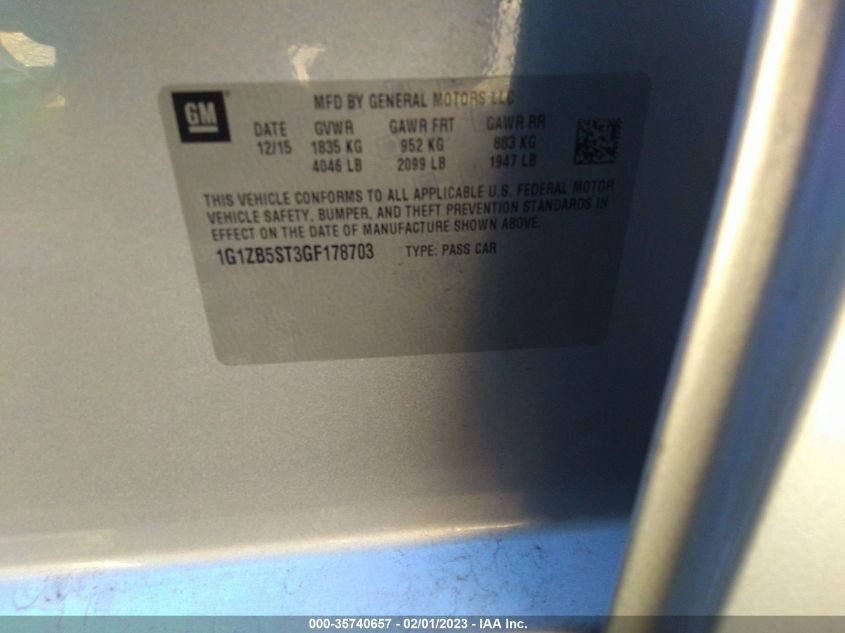 GM
MFD BY GENERAL MOTORS LLC
DATE GVWR GAWR FRT GAWR RR
12/15 1835 KG 952 KG 883 KG
4046 LB 2099 LB 1947 LB
THIS VEHICLE CONFORMS TO ALL APPLICABLE U.S. FEDERAL MOTOR
VEHICLE SAFETY, BUMPER, AND THEFT PREVENTION STANDARDS IN
EFFECT ON THE DATE OF MANUFACTURE SHOWN ABOVE.
1G1ZB5ST3GF178703 TYPE: PASS CAR
000-35740657 - 02/01/2023 - IAA Inc.